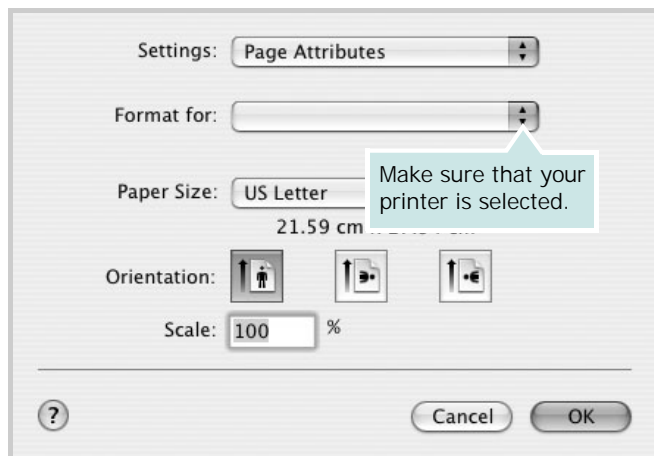 Settings: Page Attributes
Format for:
Make sure that your
printer is selected.
Paper Size: US Letter
21.59 cm
Orientation:
Scale: 100 %
? Cancel OK